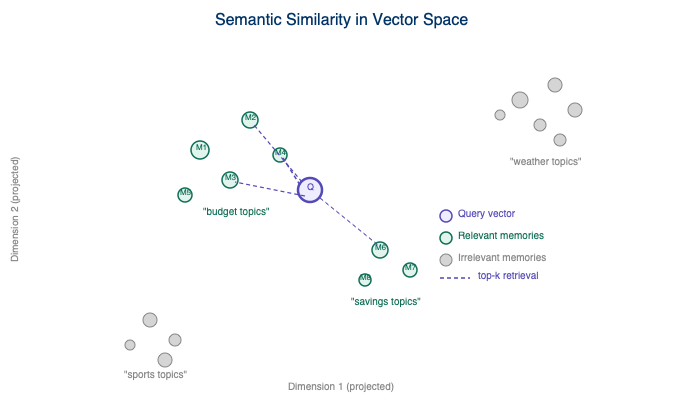 Semantic Similarity in Vector Space
M2
M1
M4
M3
Q
M5
"budget topics"
"weather topics"
Query vector
Relevant memories
Irrelevant memories
top-k retrieval
M6
M7
M8
"savings topics"
"sports topics"
Dimension 1 (projected)
Dimension 2 (projected)